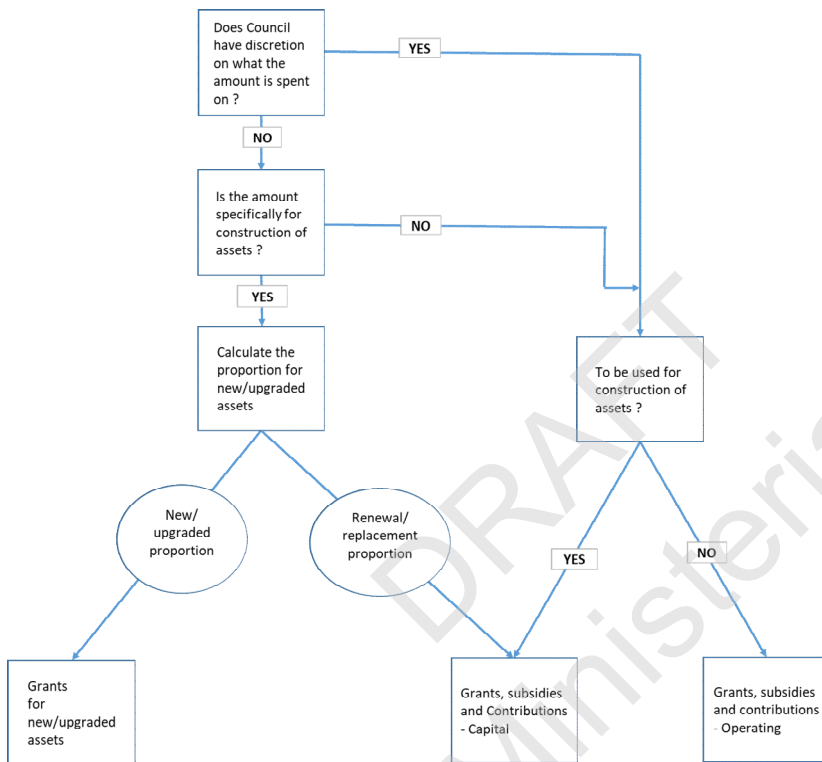 Does Council
have discretion
on what the
amount is spent
on ?
YES
NO
Is the amount
specifically for
construction of
assets ?
NO
YES
Calculate the
proportion for
new/upgraded
assets
To be used for
construction of
assets ?
New/
upgraded
proportion
Renewal/
replacement
proportion
YES
NO
Grants
for
new/upgraded
assets
Grants, subsidies
and Contributions
- Capital
Grants, subsidies
and contributions
- Operating
DRAFT